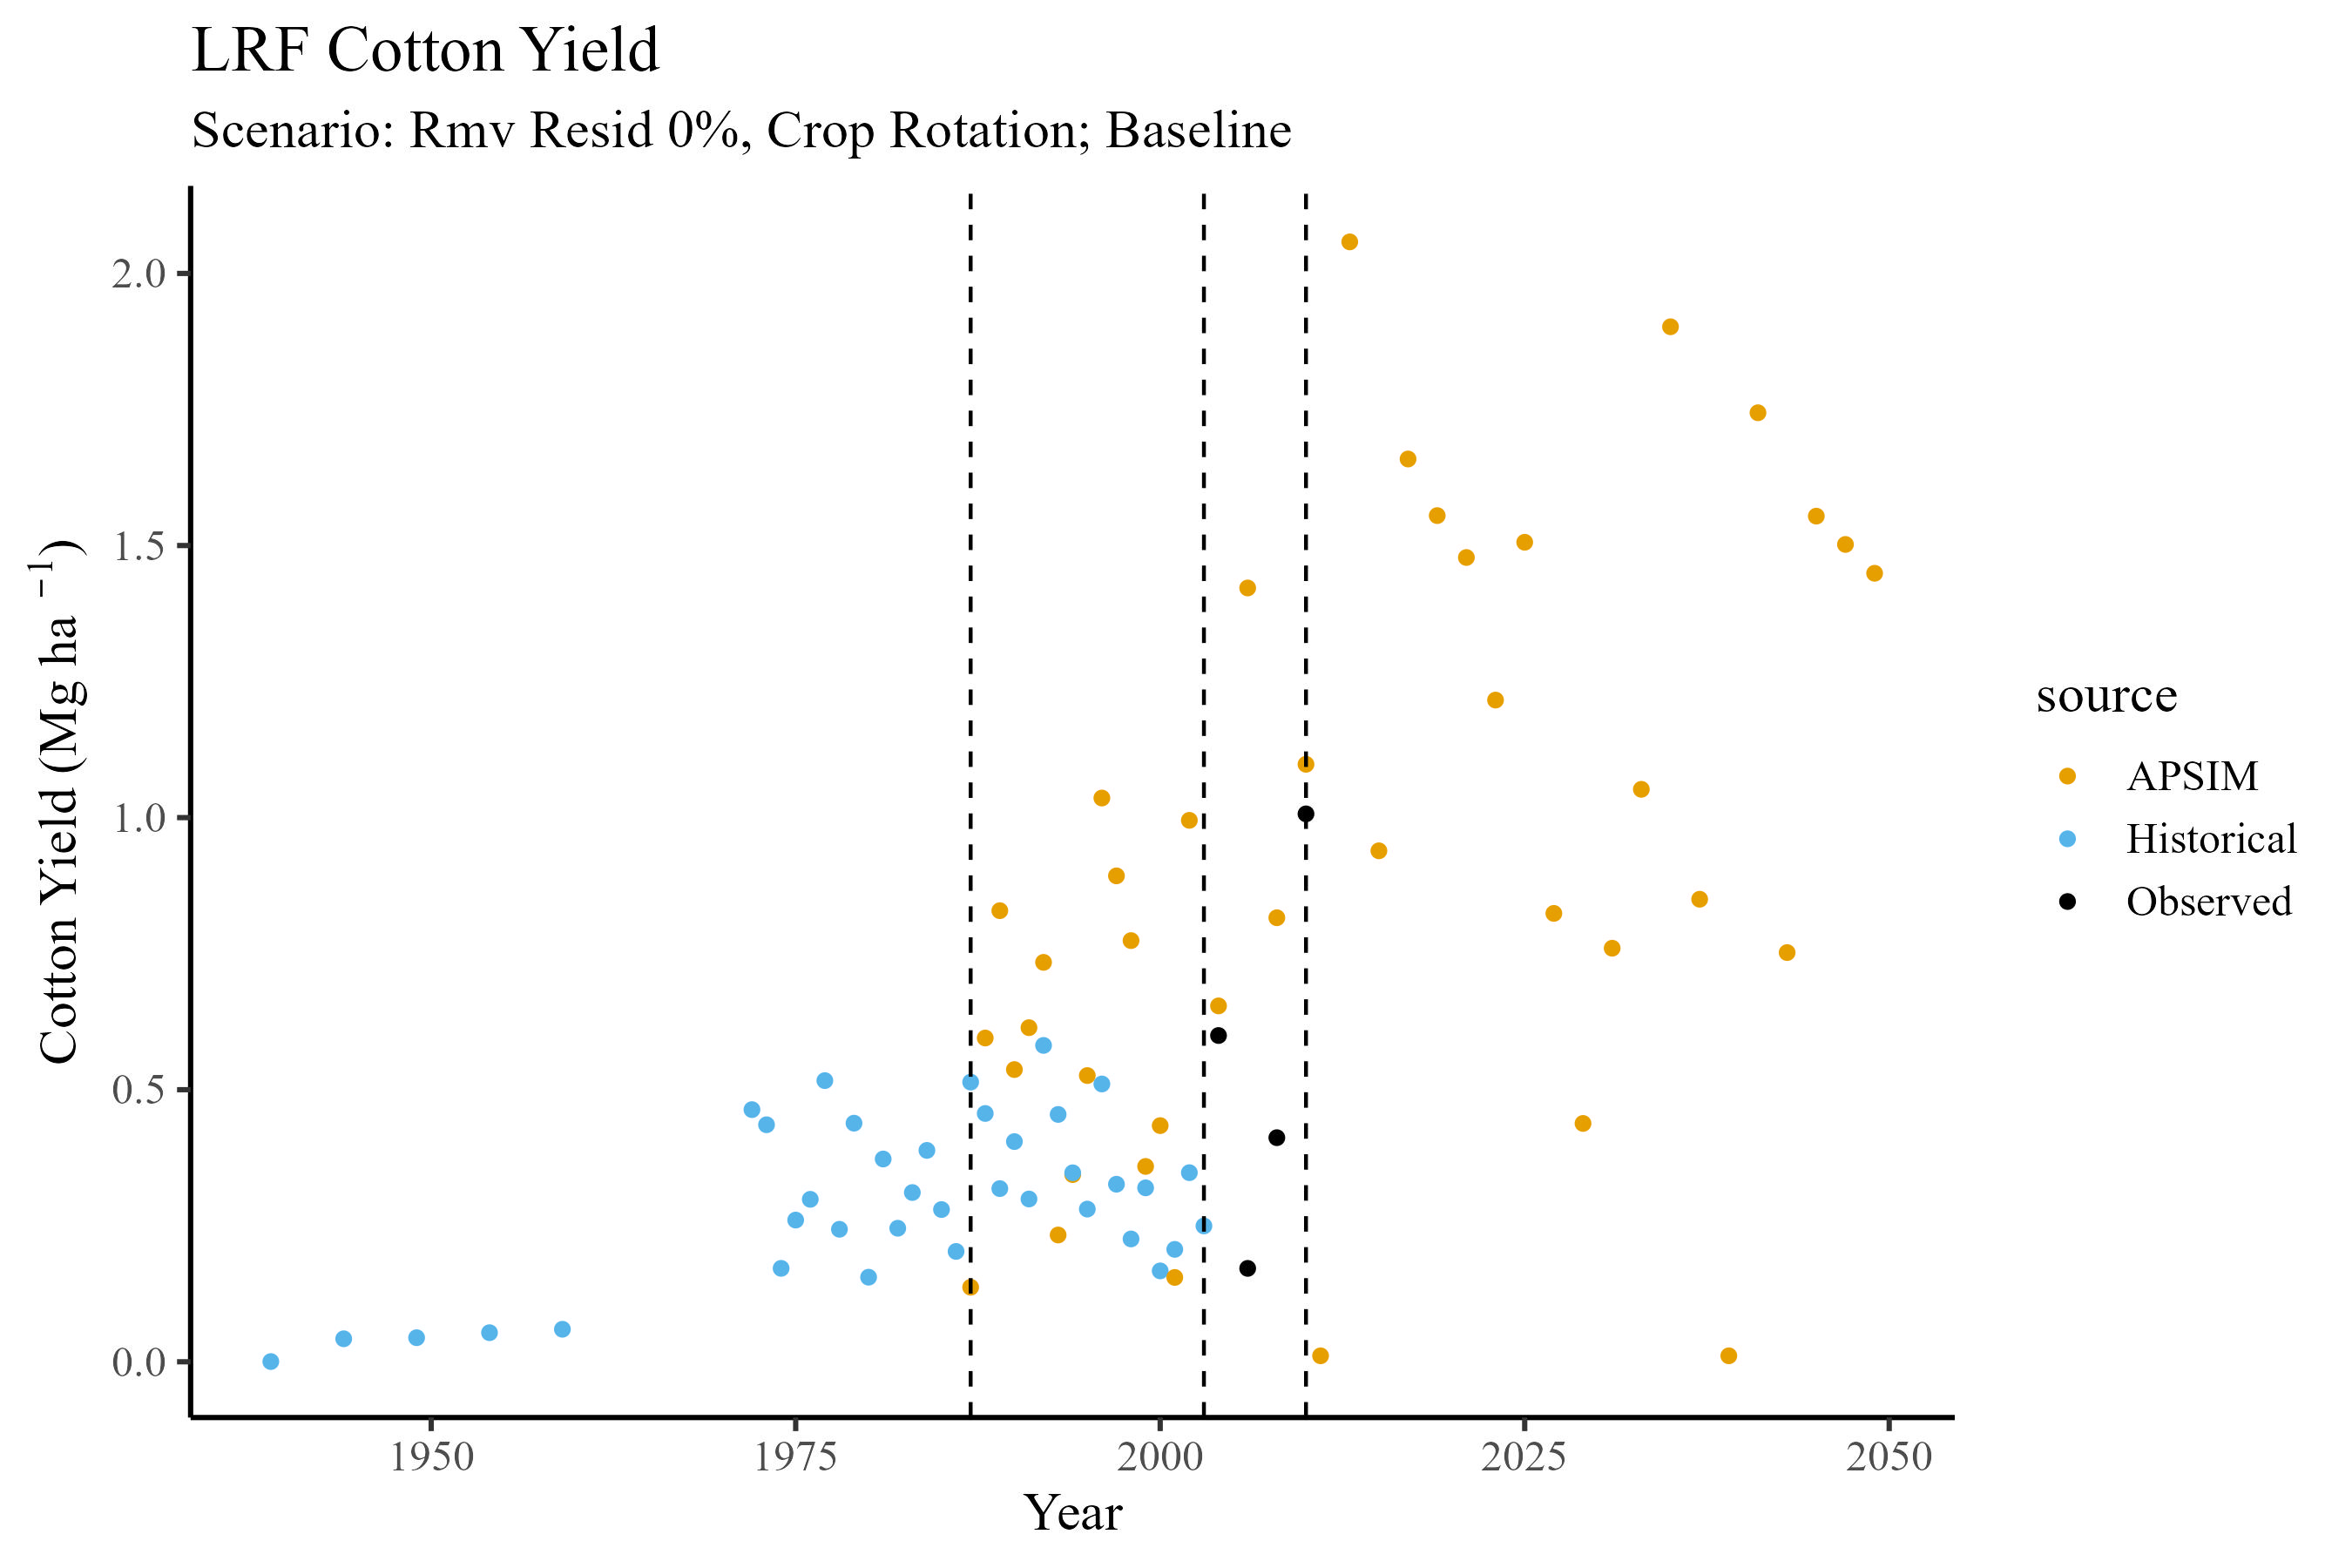 LRF Cotton Yield
Scenario: Rmv Resid 0%, Crop Rotation; Baseline
Cotton Yield (Mg ha ⁻¹)
2.0
1.5
1.0
0.5
0.0
1950 1975 2000 2025 2050
Year
source
APSIM
Historical
Observed